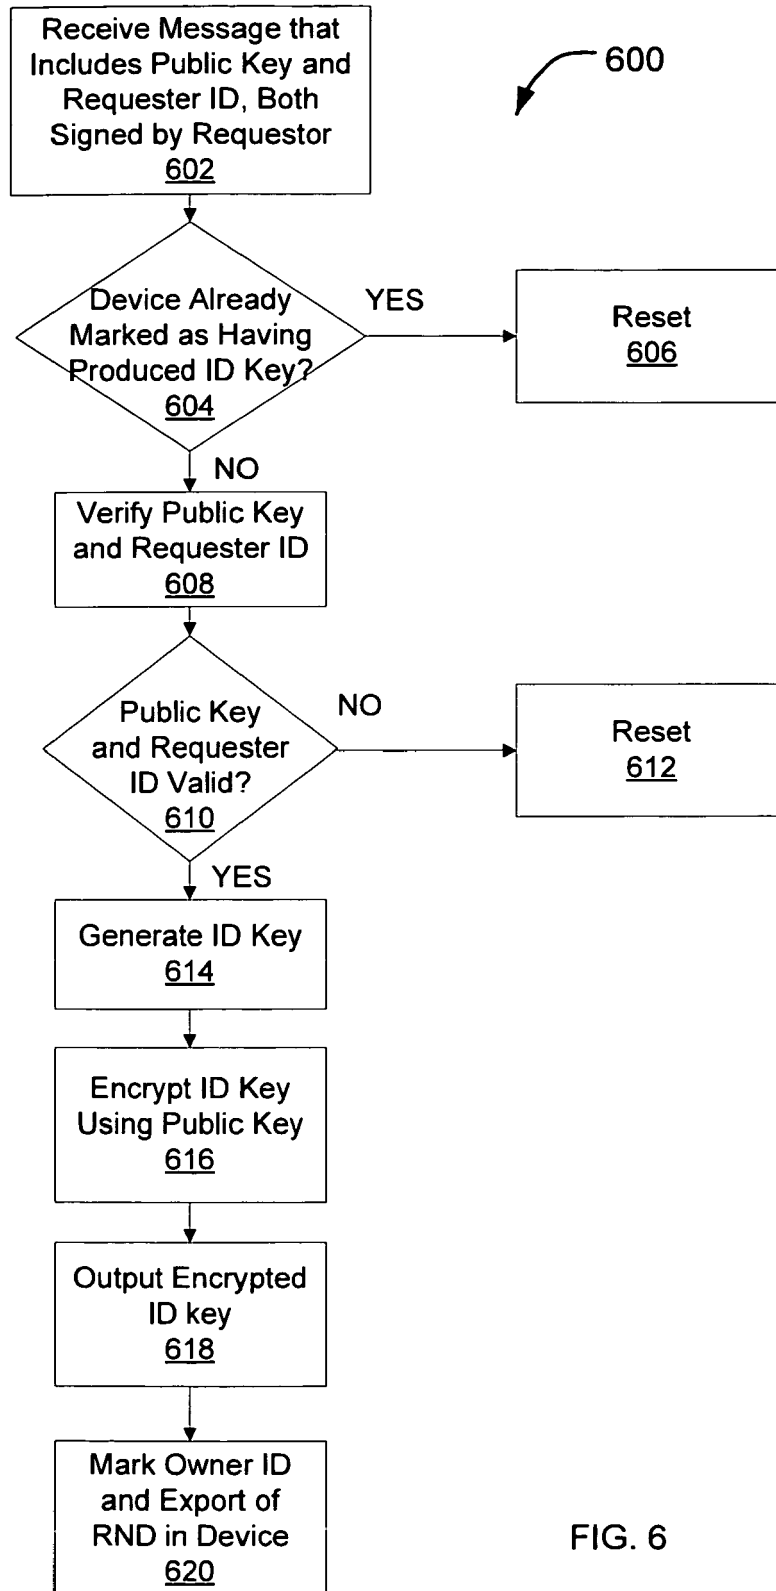 Receive Message that
Includes Public Key and
Requester ID, Both
Signed by Requestor
602
600
Device Already
Marked as Having
Produced ID Key?
604
YES
Reset
606
NO
Verify Public Key
and Requester ID
608
Public Key
and Requester
ID Valid?
610
NO
Reset
612
YES
Generate ID Key
614
Encrypt ID Key
Using Public Key
616
Output Encrypted
ID key
618
Mark Owner ID
and Export of
RND in Device
620
FIG. 6